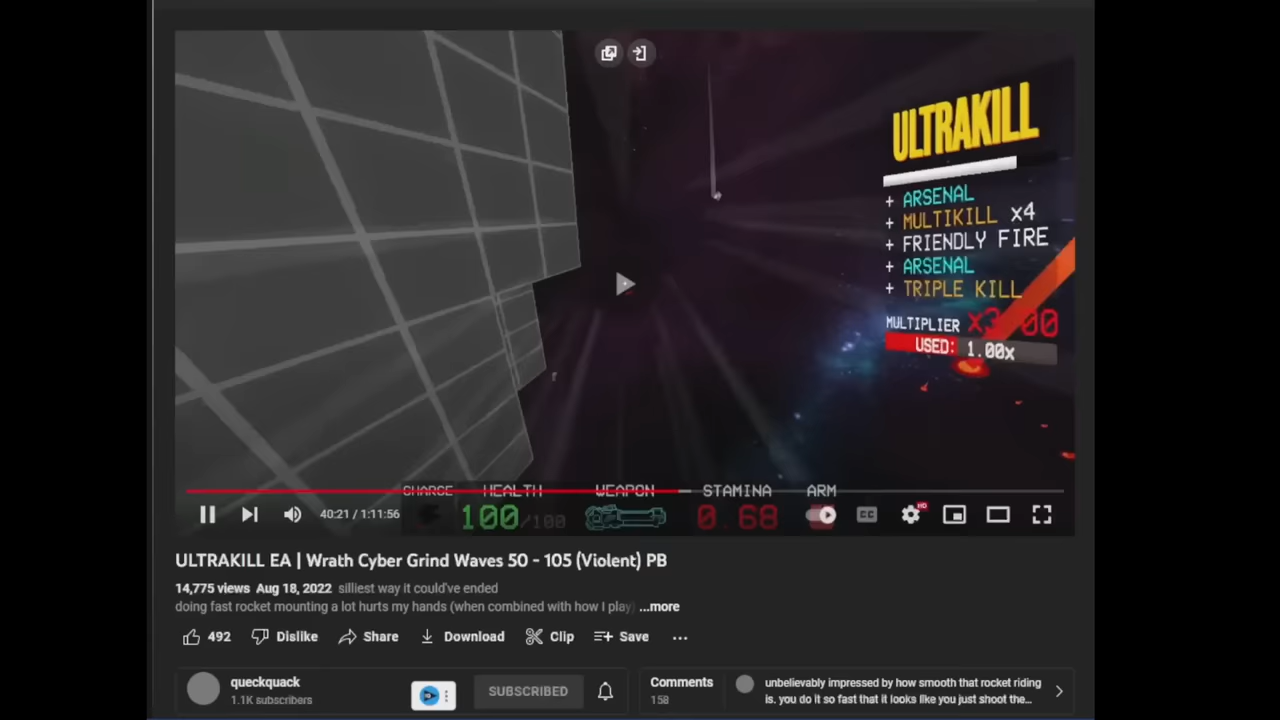 ULTRAKILL
+ ARSENAL
+ MULTIKILL x4
+ FRIENDLY FIRE
+ ARSENAL
+ TRIPLE KILL
MULTIPLIER x3.00
USED: 1.00x
CHARGE HEALTH WEAPON STAMINA ARM
40:21 / 1:11:56 100/100 0.68 CC HD
ULTRAKILL EA | Wrath Cyber Grind Waves 50 - 105 (Violent) PB
14,775 views Aug 18, 2022 silliest way it could've ended
doing fast rocket mounting a lot hurts my hands (when combined with how I play) ...more
492 Dislike Share Download Clip Save ...
queckquack
1.1K subscribers
SUBSCRIBED
Comments
158
unbelievably impressed by how smooth that rocket riding
is. you do it so fast that it looks like you just shoot the...